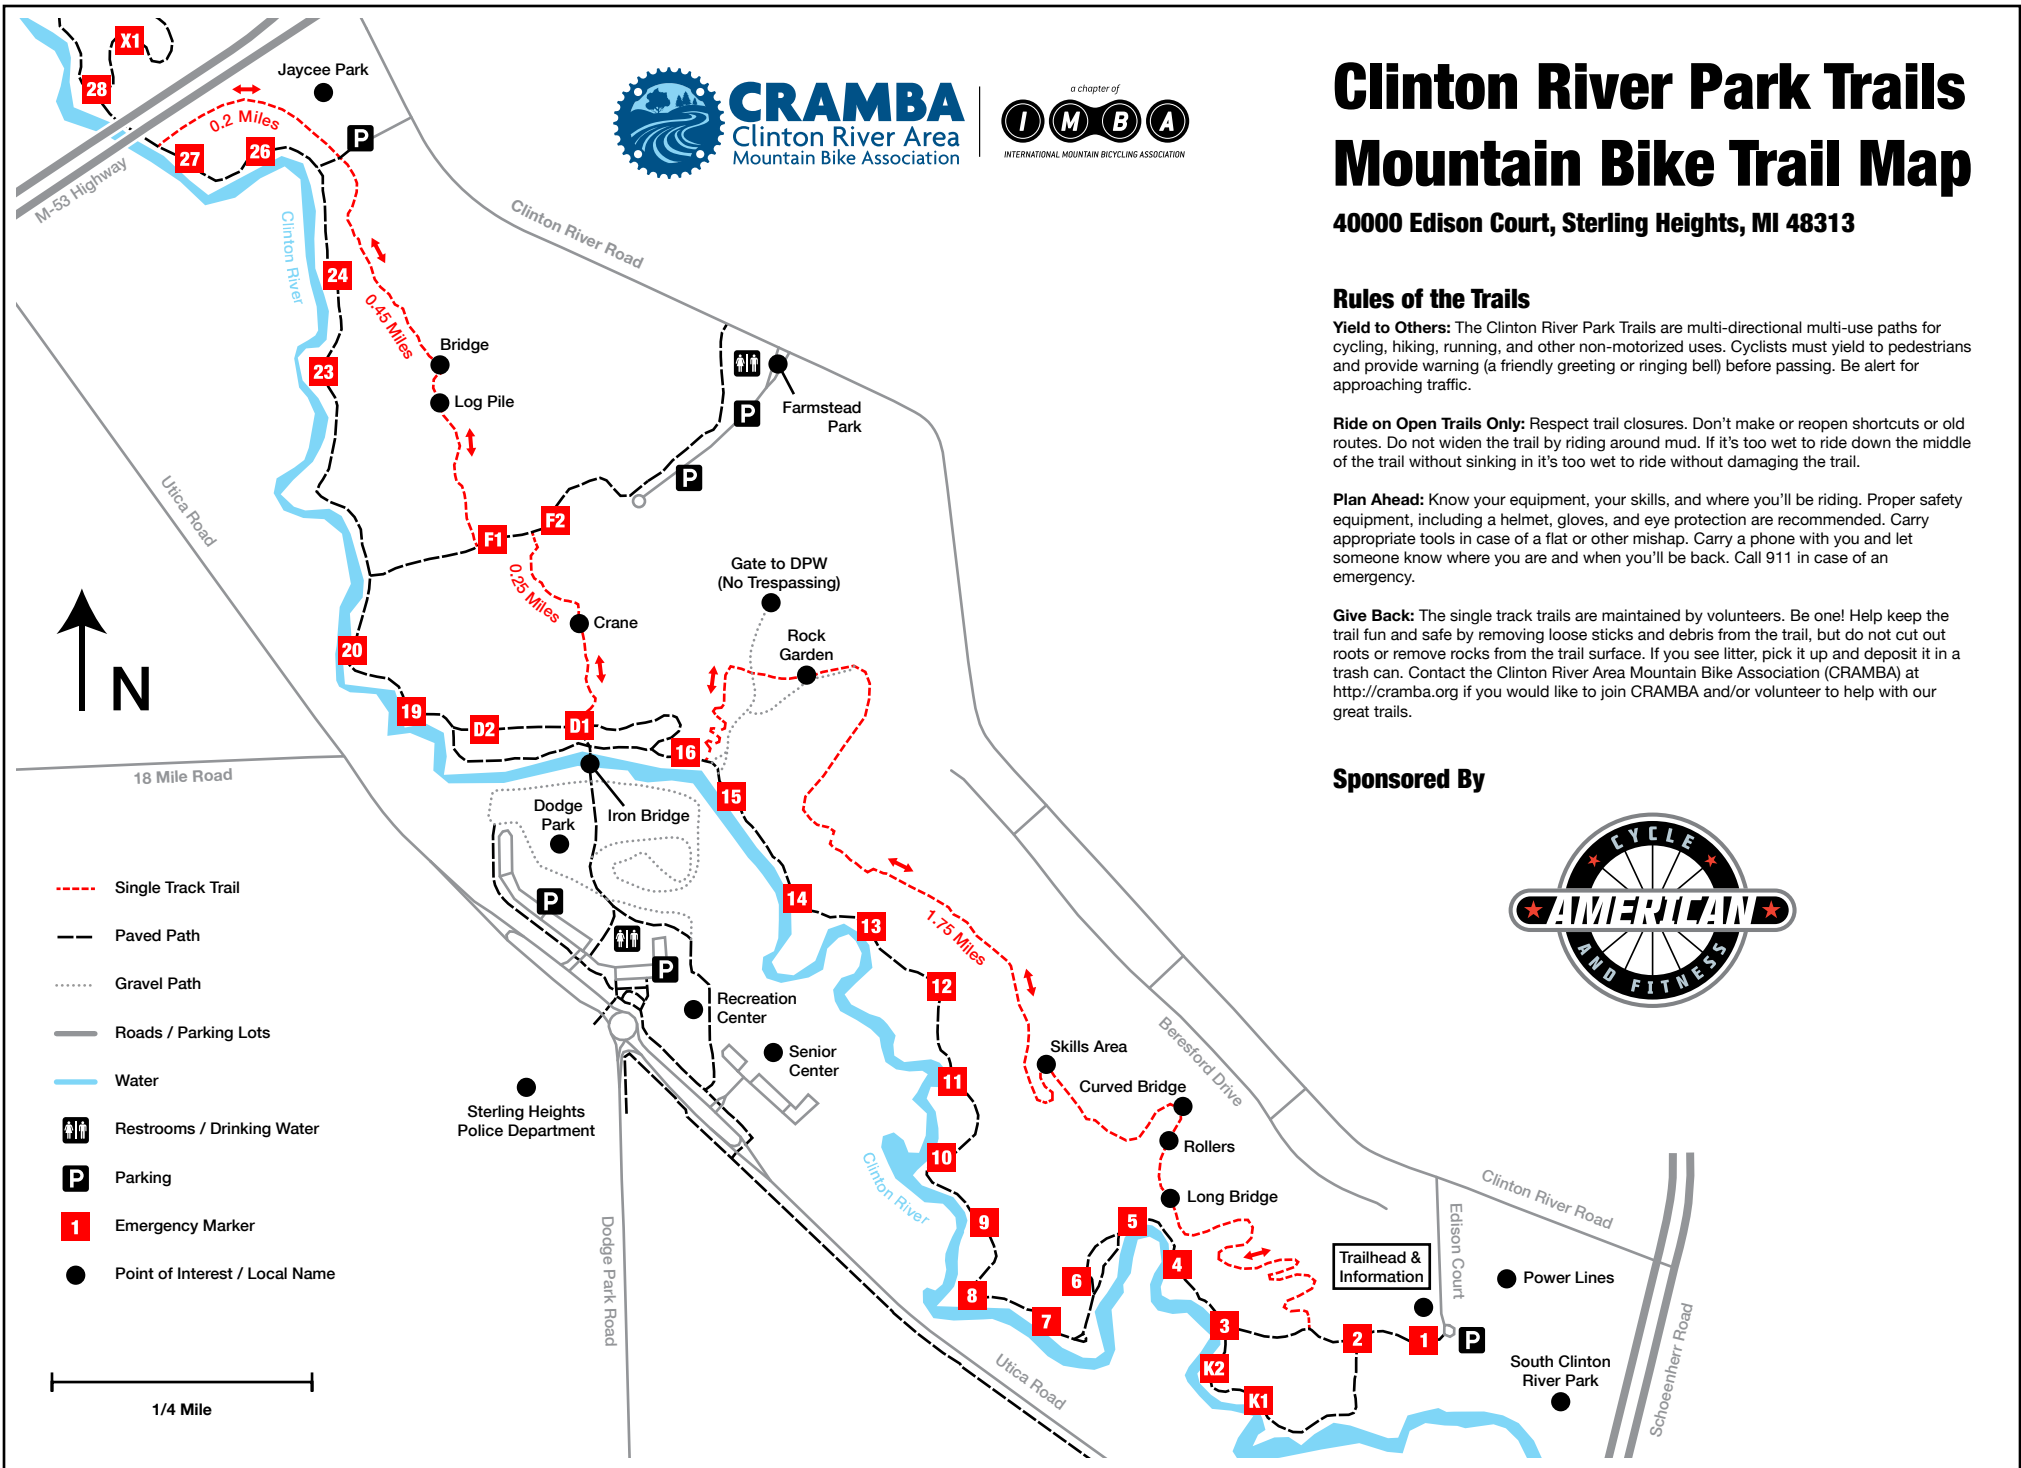 Clinton River Park Trails
Mountain Bike Trail Map
40000 Edison Court, Sterling Heights, MI 48313
CRAMBA
Clinton River Area
Mountain Bike Association
a chapter of
I M B A
INTERNATIONAL MOUNTAIN BICYCLING ASSOCIATION
Rules of the Trails
Yield to Others: The Clinton River Park Trails are multi-directional multi-use paths for
cycling, hiking, running, and other non-motorized uses. Cyclists must yield to pedestrians
and provide warning (a friendly greeting or ringing bell) before passing. Be alert for
approaching traffic.
Ride on Open Trails Only: Respect trail closures. Don't make or reopen shortcuts or old
routes. Do not widen the trail by riding around mud. If it's too wet to ride down the middle
of the trail without sinking in it's too wet to ride without damaging the trail.
Plan Ahead: Know your equipment, your skills, and where you'll be riding. Proper safety
equipment, including a helmet, gloves, and eye protection are recommended. Carry
appropriate tools in case of a flat or other mishap. Carry a phone with you and let
someone know where you are and when you'll be back. Call 911 in case of an
emergency.
Give Back: The single track trails are maintained by volunteers. Be one! Help keep the
trail fun and safe by removing loose sticks and debris from the trail, but do not cut out
roots or remove rocks from the trail surface. If you see litter, pick it up and deposit it in a
trash can. Contact the Clinton River Area Mountain Bike Association (CRAMBA) at
http://cramba.org if you would like to join CRAMBA and/or volunteer to help with our
great trails.
Sponsored By
CYCLE
AMERICAN
AND FITNESS
X1
28
Jaycee Park
P
0.2 Miles
27
26
M-53 Highway
Clinton River
Clinton River Road
24
0.45 Miles
23
Bridge
Log Pile
P
Farmstead
Park
P
Utica Road
F1
F2
0.25 Miles
Gate to DPW
(No Trespassing)
Crane
Rock
Garden
N
20
19
D2
D1
16
18 Mile Road
15
Dodge
Park
Iron Bridge
14
P
13
1.75 Miles
P
12
Recreation
Center
Senior
Center
Sterling Heights
Police Department
Skills Area
Curved Bridge
Beresford Drive
11
Rollers
10
Clinton River
Long Bridge
Clinton River Road
9
5
4
6
8
7
Dodge Park Road
Utica Road
3
K2
K1
2
1
P
Trailhead &
Information
Edison Court
Power Lines
South Clinton
River Park
Schoeenherr Road
Single Track Trail
Paved Path
Gravel Path
Roads / Parking Lots
Water
Restrooms / Drinking Water
P Parking
1 Emergency Marker
Point of Interest / Local Name
1/4 Mile